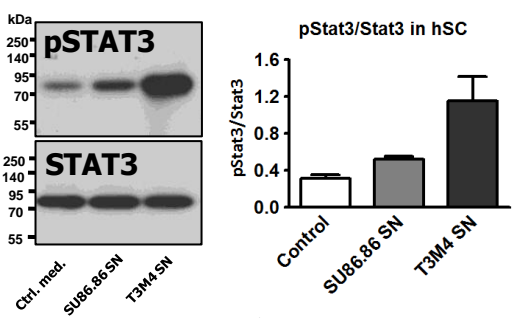 kDa
pSTAT3
250
140
95
70
55
STAT3
250
140
95
70
55
Ctrl. med.
SU86.86 SN
T3M4 SN
pStat3/Stat3 in hSC
pStat3/Stat3
1.6
1.2
0.8
0.4
0.0
Control
SU86.86 SN
T3M4 SN